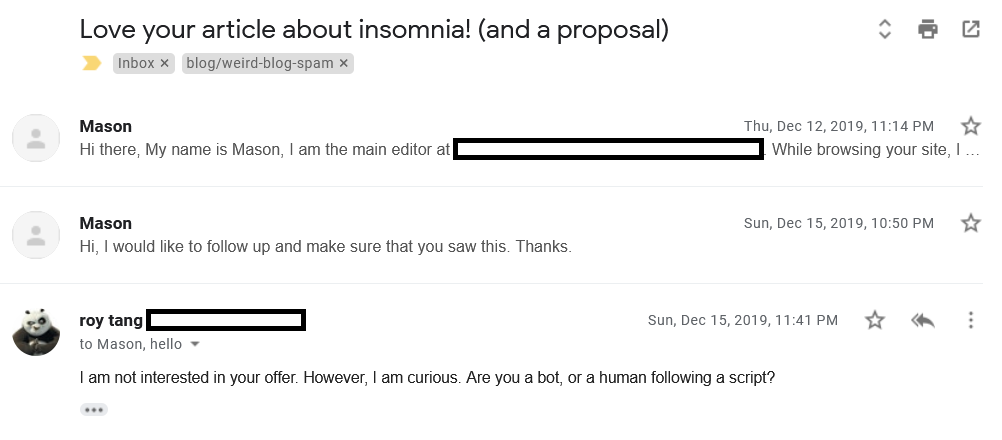 Love your article about insomnia! (and a proposal)
Inbox × blog/weird-blog-spam ×
Mason Thu, Dec 12, 2019, 11:14 PM
Hi there, My name is Mason, I am the main editor at . While browsing your site, I ...
Mason Sun, Dec 15, 2019, 10:50 PM
Hi, I would like to follow up and make sure that you saw this. Thanks.
roy tang Sun, Dec 15, 2019, 11:41 PM
to Mason, hello
I am not interested in your offer. However, I am curious. Are you a bot, or a human following a script?